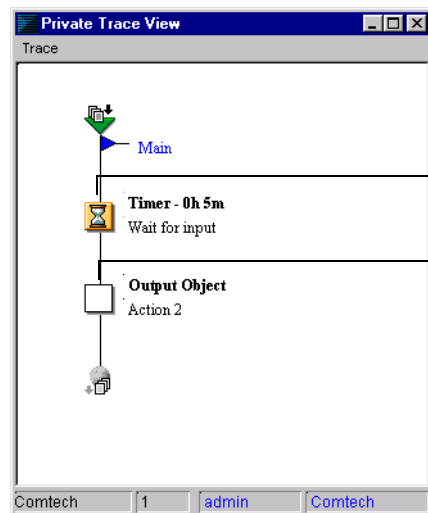 Private Trace View
Trace
Main
Timer - 0h 5m
Wait for input
Output Object
Action 2
Comtech 1 admin Comtech